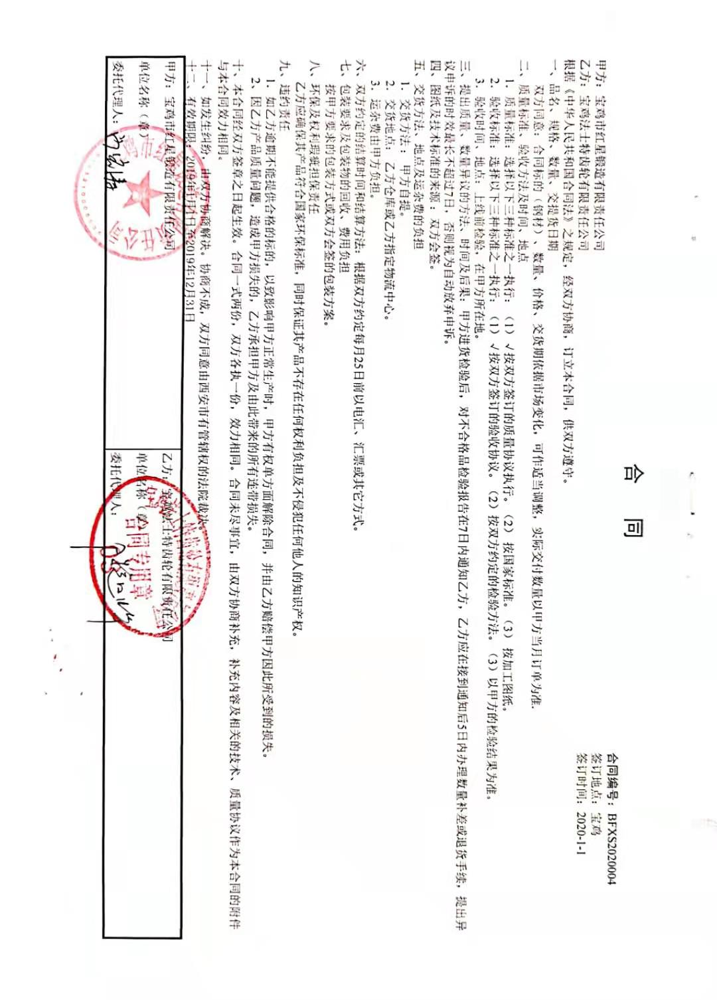 合 同
合同编号：BFXS2020004
签订地点：宝鸡
签订时间：2020-1-1
甲方：宝鸡市红星锻造有限责任公司
乙方：宝鸡法士特齿轮有限责任公司
根据《中华人民共和国合同法》之规定，经双方协商，订立本合同，供双方遵守。
一、品名、规格、数量、交提货日期
双方同意：合同标的（钢材）、数量、价格、交货期依据市场变化，可作适当调整，实际交付数量以甲方当月订单为准.
二、质量标准、验收方法及时间、地点
1. 质量标准：选择以下三种标准之一执行：（1）√按双方签订的质量协议执行。（2）按国家标准。（3）按加工图纸。
2. 验收标准：选择以下三种标准之一执行：（1）√按双方签订的验收协议。（2）按双方约定的检验方法。（3）以甲方的检验结果为准。
3. 验收时间、地点：上线前检验，在甲方所在地。
三、提出质量、数量异议的方法、时间及后果：甲方进货检验后，对不合格品检验报告在7日内通知乙方，乙方应在接到通知后5日内办理数量补差或退货手续，提出异
议申诉的时效最长不超过7日，否则视为自动放弃申诉。
四、图纸及技术标准的来源：双方会签。
五、交货方法、地点及运杂费的负担
1. 交货方法：甲方自提。
2. 交货地点：乙方仓库或乙方指定物流中心。
3. 运杂费由甲方负担。
六、双方约定的结算时间和结算方法：根据双方约定每月25日前以电汇、汇票或其它方式。
七、包装要求及包装物的回收、费用负担
按甲方要求的包装方式或双方会签的包装方案。
八、环保及权利瑕疵担保责任
乙方应确保其产品符合国家环保标准，同时保证其产品不存在任何权利负担及不侵犯任何他人的知识产权。
九、违约责任
1. 如乙方逾期不能提供合格的标的，以致影响甲方正常生产时，甲方有权单方面解除合同，并由乙方赔偿甲方因此所受到的损失。
2. 因乙方产品质量问题，造成甲方损失的，乙方承担甲方及由此带来的所有连带损失。
十、本合同经双方签章之日起生效。合同一式两份，双方各执一份，效力相同。合同未尽事宜，由双方协商补充，补充内容及相关的技术、质量协议作为本合同的附件
与本合同效力相同。
十一、如发生纠纷，由双方协商解决。协商不成，双方同意由西安市有管辖权的法院裁决。
十二、有效期限：2019年1月1日至2019年12月31日
甲方：宝鸡市红星锻造有限责任公司
单位名称（章）
委托代理人：
乙方：宝鸡法士特齿轮有限责任公司
单位名称（章）
委托代理人：
合同专用章